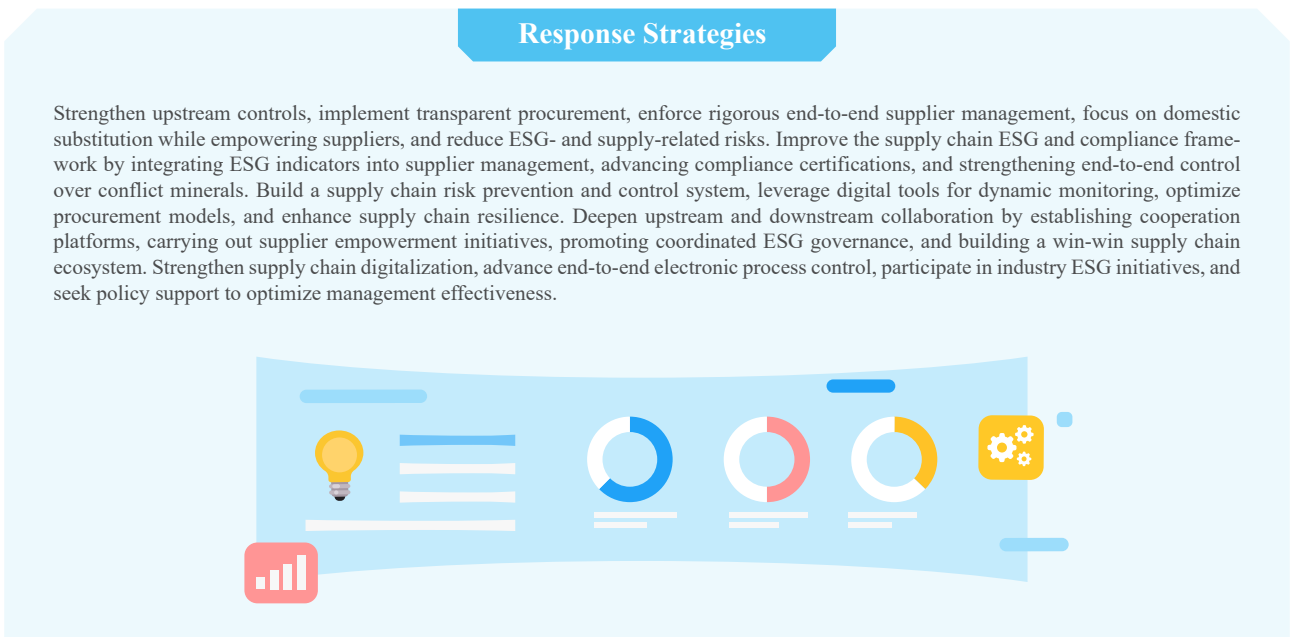 Response Strategies
Strengthen upstream controls, implement transparent procurement, enforce rigorous end-to-end supplier management, focus on domestic
substitution while empowering suppliers, and reduce ESG- and supply-related risks. Improve the supply chain ESG and compliance frame-
work by integrating ESG indicators into supplier management, advancing compliance certifications, and strengthening end-to-end control
over conflict minerals. Build a supply chain risk prevention and control system, leverage digital tools for dynamic monitoring, optimize
procurement models, and enhance supply chain resilience. Deepen upstream and downstream collaboration by establishing cooperation
platforms, carrying out supplier empowerment initiatives, promoting coordinated ESG governance, and building a win-win supply chain
ecosystem. Strengthen supply chain digitalization, advance end-to-end electronic process control, participate in industry ESG initiatives, and
seek policy support to optimize management effectiveness.